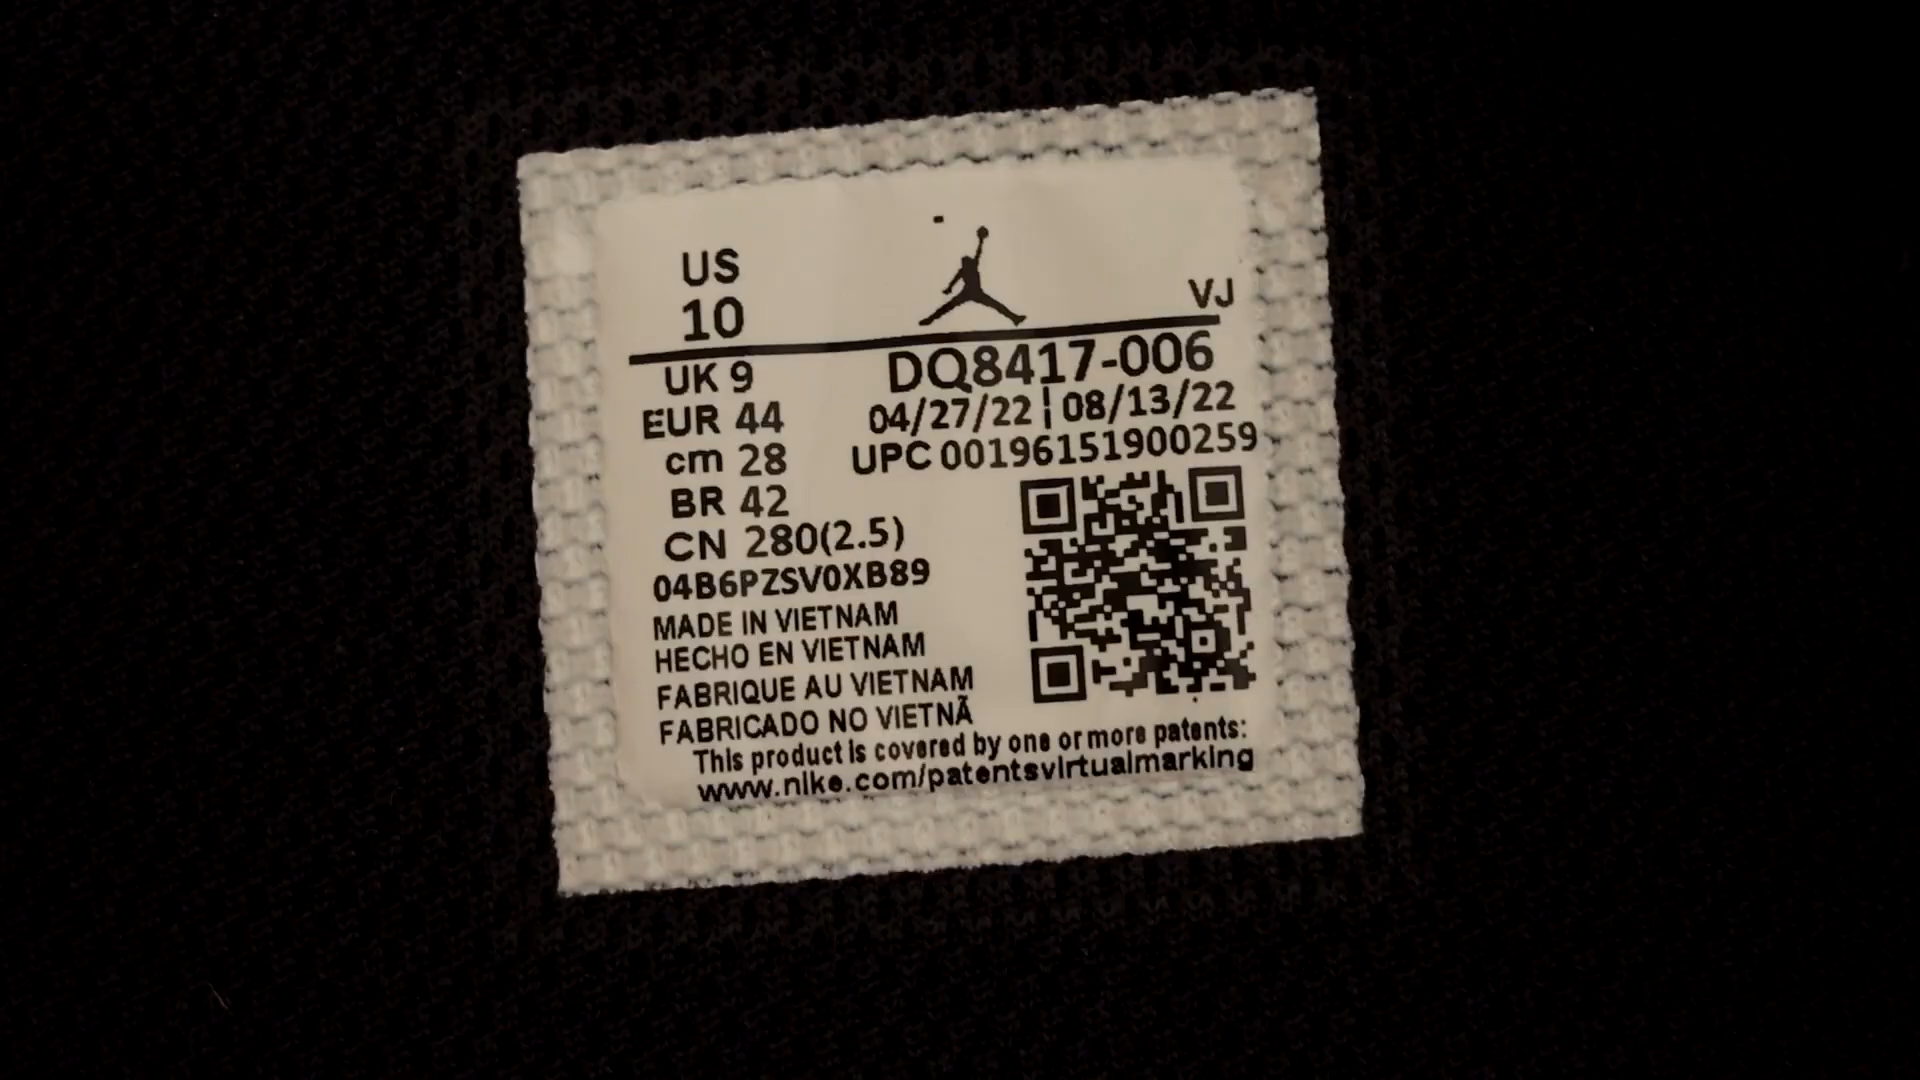 US
10
VJ
UK 9
DQ8417-006
EUR 44
04/27/22 ¦ 08/13/22
cm 28
UPC 00196151900259
BR 42
CN 280(2.5)
04B6PZSV0XB89
MADE IN VIETNAM
HECHO EN VIETNAM
FABRIQUE AU VIETNAM
FABRICADO NO VIETNÃ
This product is covered by one or more patents:
www.nike.com/patentsvirtualmarking